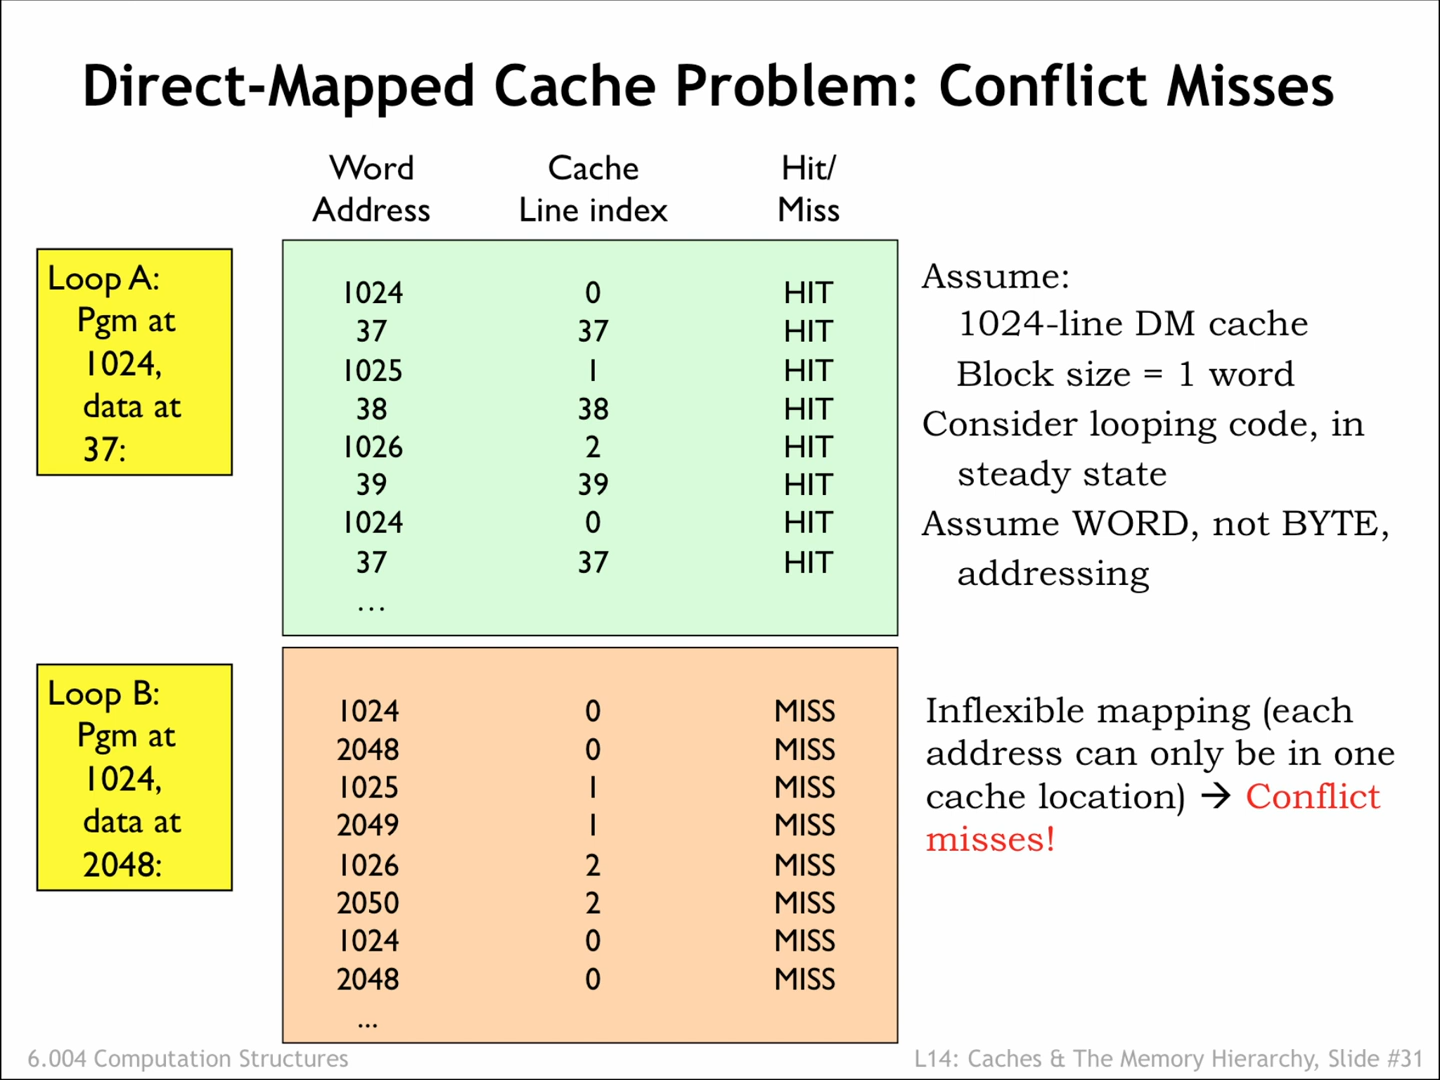 Direct-Mapped Cache Problem: Conflict Misses
Word Address
Cache Line index
Hit/ Miss
Loop A:
Pgm at
1024,
data at
37:
1024 0 HIT
37 37 HIT
1025 1 HIT
38 38 HIT
1026 2 HIT
39 39 HIT
1024 0 HIT
37 37 HIT
...
Assume:
1024-line DM cache
Block size = 1 word
Consider looping code, in
steady state
Assume WORD, not BYTE,
addressing
Loop B:
Pgm at
1024,
data at
2048:
1024 0 MISS
2048 0 MISS
1025 1 MISS
2049 1 MISS
1026 2 MISS
2050 2 MISS
1024 0 MISS
2048 0 MISS
...
Inflexible mapping (each
address can only be in one
cache location) → Conflict
misses!
6.004 Computation Structures
L14: Caches & The Memory Hierarchy, Slide #31